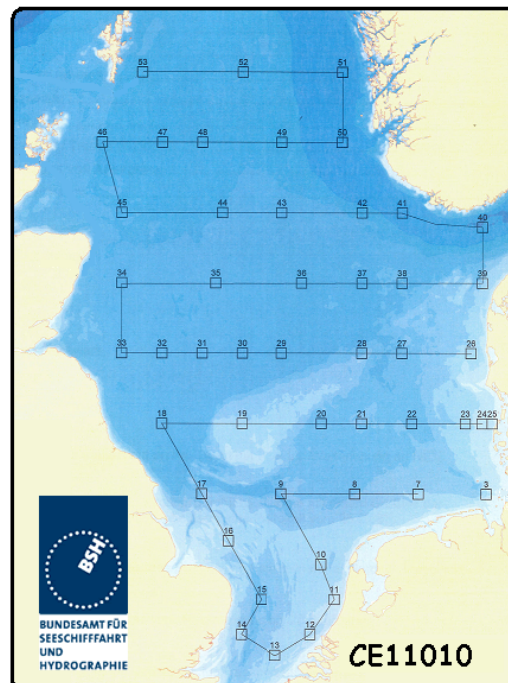 53 52 51
46 47 48 49 50
45 44 43 42 41
40
34 35 36 37 38 39
33 32 31 30 29 28 27 26
18 19 20 21 22 23 24 25
17 9 8 7 3
16
10
15 11
14 12
13
BSH
BUNDESAMT FÜR
SEESCHIFFFAHRT
UND
HYDROGRAPHIE
CE11010